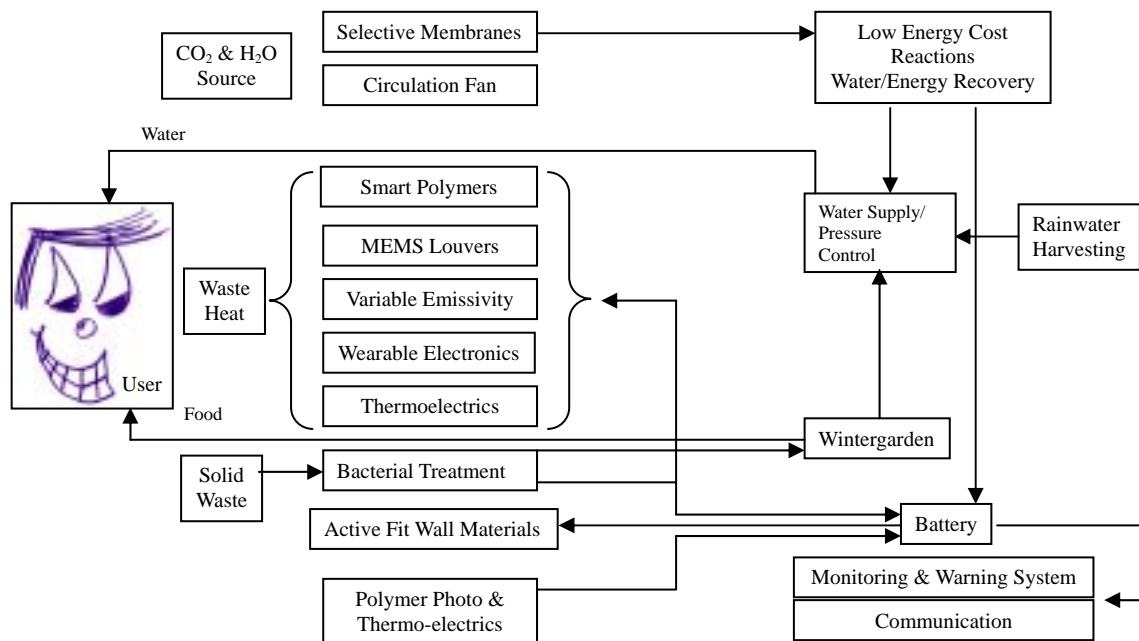 CO₂ & H₂O
Source
Selective Membranes
Circulation Fan
Low Energy Cost
Reactions
Water/Energy Recovery
Water
User
Waste
Heat
Smart Polymers
MEMS Louvers
Variable Emissivity
Wearable Electronics
Thermoelectrics
Water Supply/
Pressure
Control
Rainwater
Harvesting
Food
Wintergarden
Solid
Waste
Bacterial Treatment
Active Fit Wall Materials
Battery
Polymer Photo &
Thermo-electrics
Monitoring & Warning System
Communication